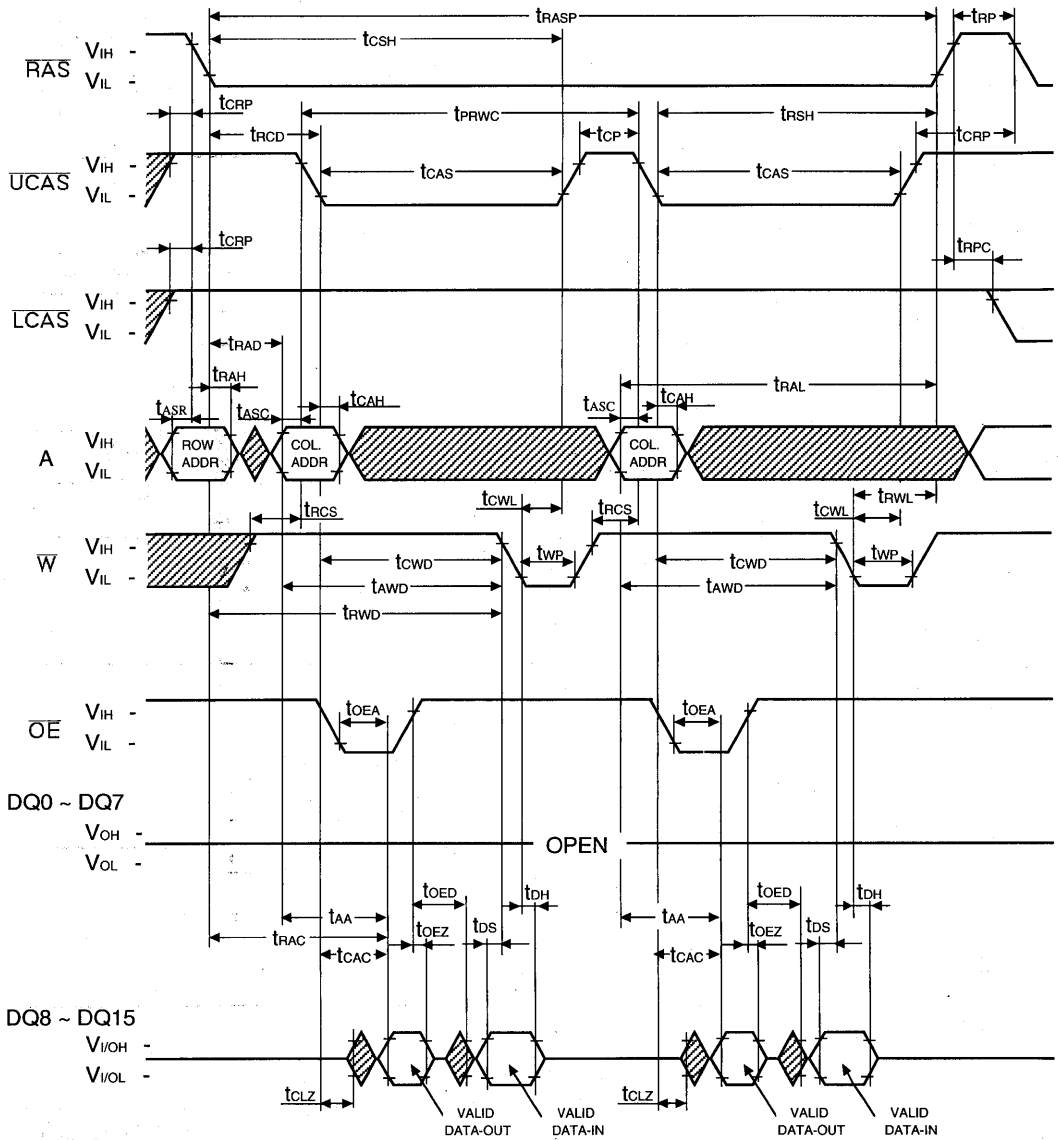 tRASP
tRP
tCSH
RAS
VIH -
VIL -
tCRP
tPRWC
tRSH
tRCD
tCP
tCRP
UCAS
VIH -
VIL -
tCAS
tCAS
tCRP
tRPC
LCAS
VIH -
VIL -
tRAD
tRAH
tRAL
tASR
tASC
tCAH
tASC
tCAH
A
VIH -
VIL -
ROW ADDR
COL. ADDR
COL. ADDR
tRCS
tCWL
tRCS
tCWL
tRWL
W
VIH -
VIL -
tCWD
tWP
tCWD
tWP
tAWD
tAWD
tRWD
OE
VIH -
VIL -
tOEA
tOEA
DQ0 ~ DQ7
VOH -
VOL -
OPEN
tOED
tDH
tOED
tDH
tAA
tAA
tRAC
tOEZ
tDS
tOEZ
tDS
tCAC
tCAC
DQ8 ~ DQ15
VI/OH -
VI/OL -
tCLZ
tCLZ
VALID DATA-OUT
VALID DATA-IN
VALID DATA-OUT
VALID DATA-IN